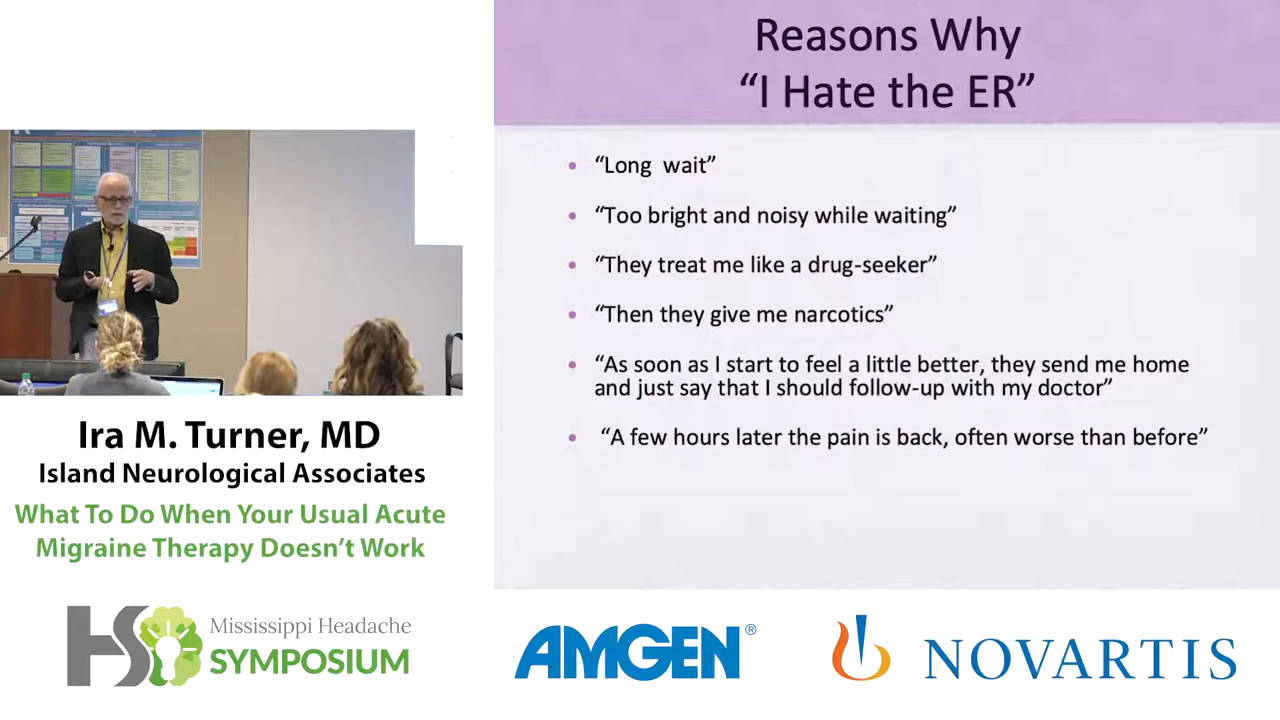 Reasons Why
“I Hate the ER”
• “Long wait”
• “Too bright and noisy while waiting”
• “They treat me like a drug-seeker”
• “Then they give me narcotics”
• “As soon as I start to feel a little better, they send me home
and just say that I should follow-up with my doctor”
• “A few hours later the pain is back, often worse than before”
Ira M. Turner, MD
Island Neurological Associates
What To Do When Your Usual Acute
Migraine Therapy Doesn’t Work
HS
Mississippi Headache
SYMPOSIUM
AMGEN®
NOVARTIS